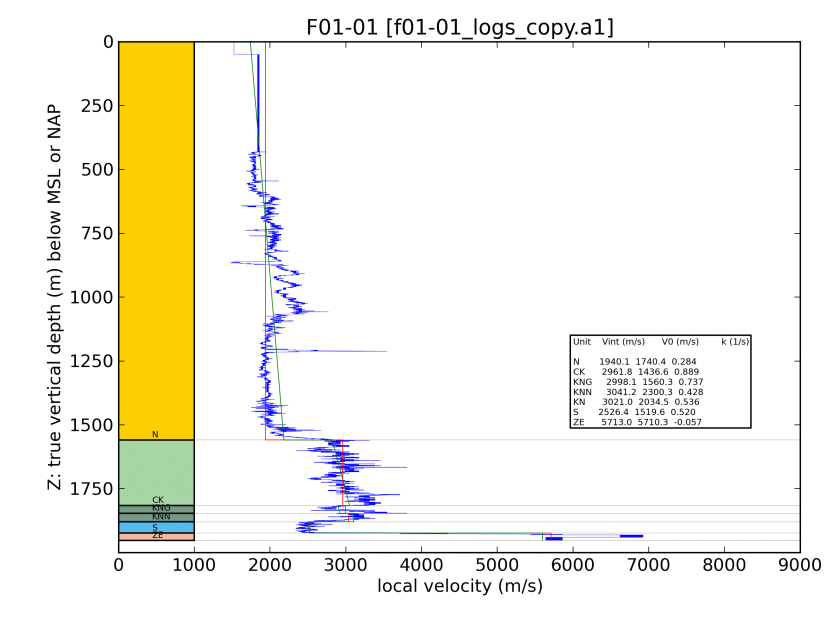 F01-01 [f01-01_logs_copy.a1]
0
250
500
750
1000
1250
1500
1750
Z: true vertical depth (m) below MSL or NAP
Unit Vint (m/s) V0 (m/s) k (1/s)
N 1940.1 1740.4 0.284
CK 2961.8 1436.6 0.889
KNG 2998.1 1560.3 0.737
KNN 3041.2 2300.3 0.428
KN 3021.0 2034.5 0.536
S 2526.4 1519.6 0.520
ZE 5713.0 5710.3 -0.057
N
CK
KNG
KNN
S
ZE
0 1000 2000 3000 4000 5000 6000 7000 8000 9000
local velocity (m/s)